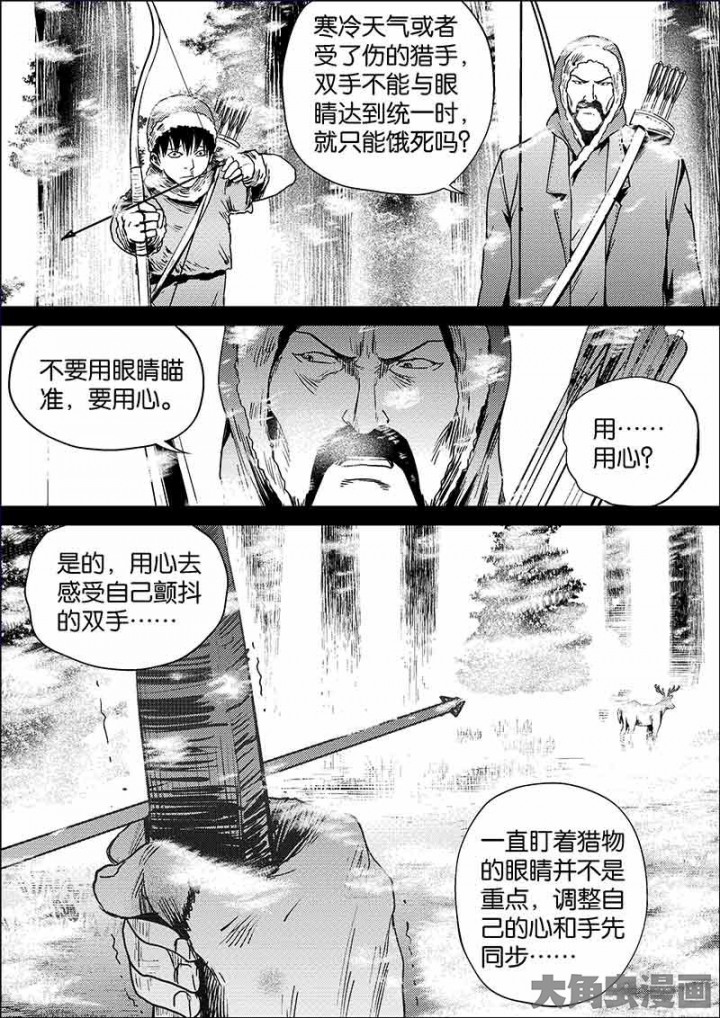 寒冷天气或者
受了伤的猎手，
双手不能与眼
睛达到统一时，
就只能饿死吗？
不要用眼睛瞄
准，要用心。
用……
用心？
是的，用心去
感受自己颤抖
的双手……
一直盯着猎物
的眼睛并不是
重点，调整自
己的心和手先
同步……
大角虫漫画